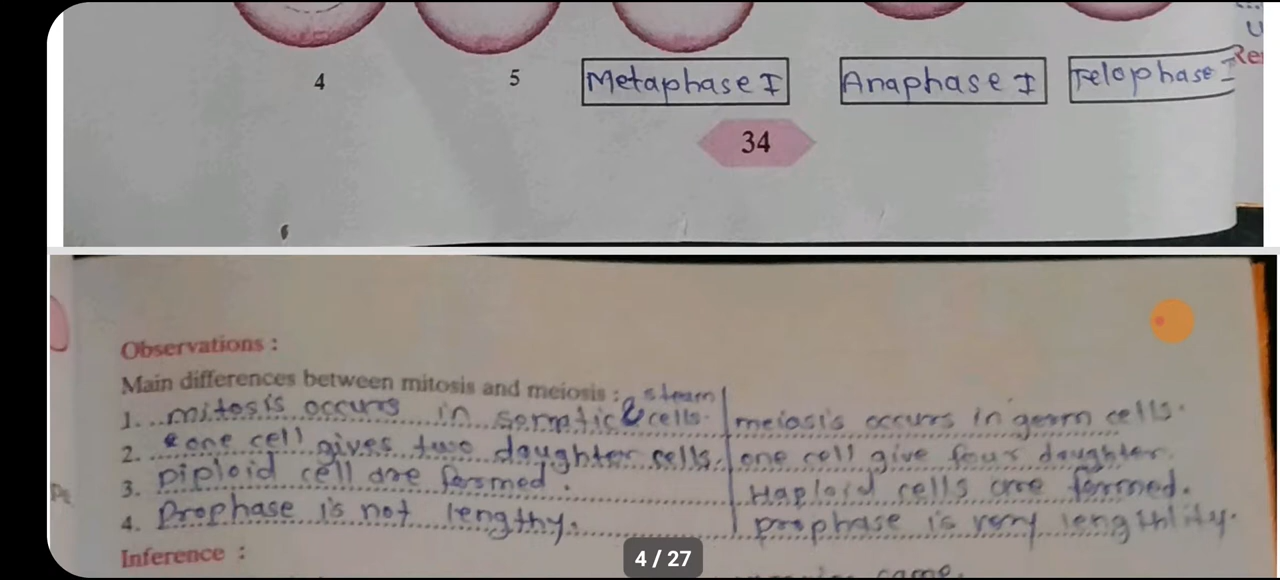 4 5 Metaphase I Anaphase I Telophase I
Re
34
Observations :
Main differences between mitosis and meiosis :
& steam
1. mitosis occurs in sormatic cells. meiosis occurs in germ cells.
2. one cell gives two daughter cells. one cell give four daughter.
3. Diploid cell are formed. Haploid cells are formed.
4. Prophase is not lengthy. prophase is very lengthlity.
Inference :
came.
4 / 27